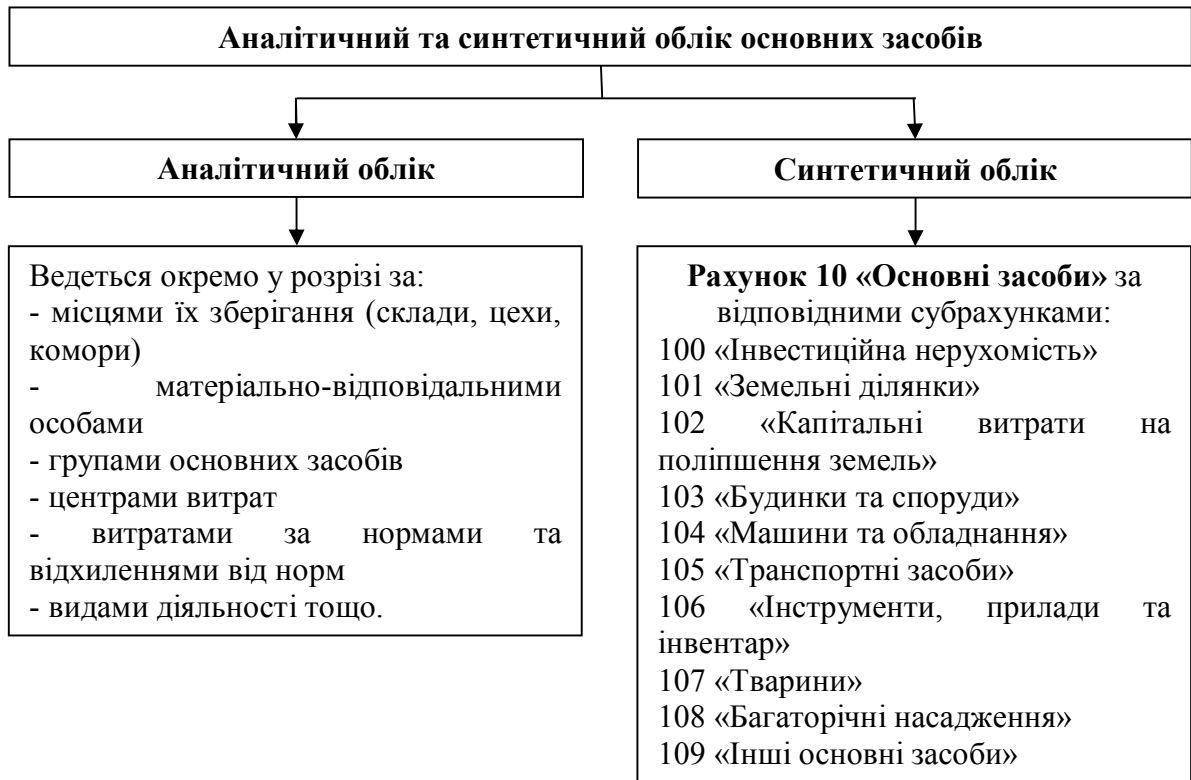 Аналітичний та синтетичний облік основних засобів
Аналітичний облік
Ведеться окремо у розрізі за:
- місцями їх зберігання (склади, цехи,
комори)
- матеріально-відповідальними
особами
- групами основних засобів
- центрами витрат
- витратами за нормами та
відхиленнями від норм
- видами діяльності тощо.
Синтетичний облік
Рахунок 10 «Основні засоби» за
відповідними субрахунками:
100 «Інвестиційна нерухомість»
101 «Земельні ділянки»
102 «Капітальні витрати на
поліпшення земель»
103 «Будинки та споруди»
104 «Машини та обладнання»
105 «Транспортні засоби»
106 «Інструменти, прилади та
інвентар»
107 «Тварини»
108 «Багаторічні насадження»
109 «Інші основні засоби»